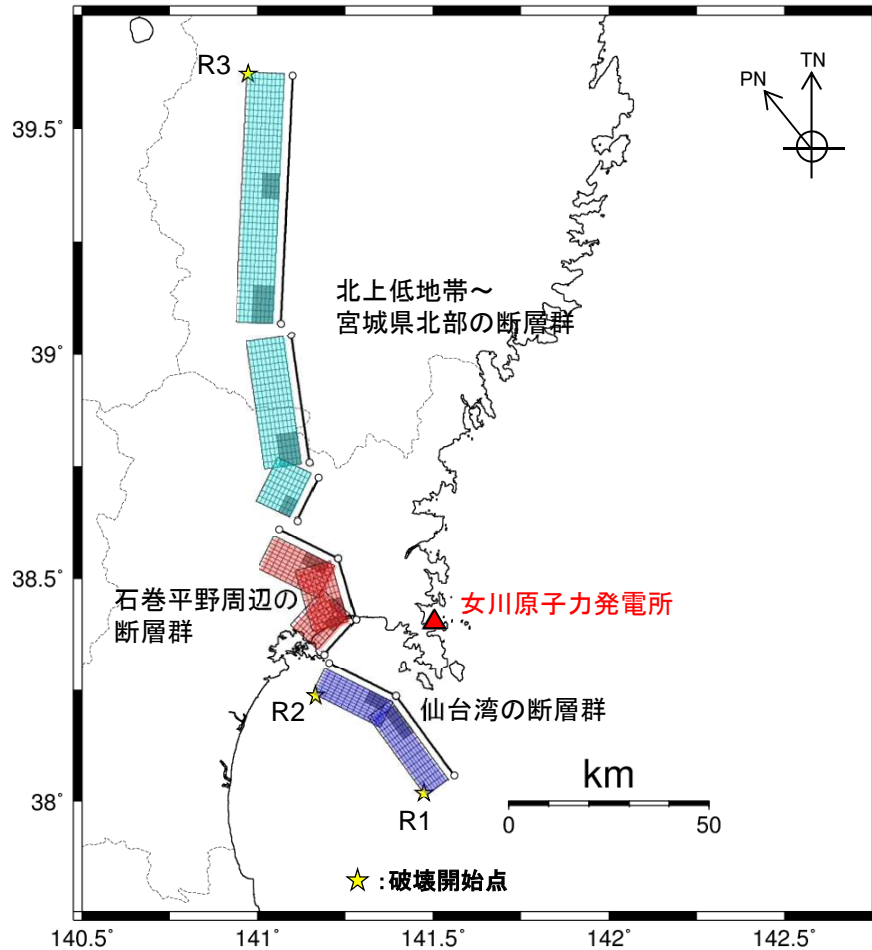 R3
TN
PN
39.5°
北上低地帯～
宮城県北部の断層群
39°
38.5°
石巻平野周辺の
断層群
女川原子力発電所
R2
仙台湾の断層群
km
38°
R1
0
50
:破壊開始点
140.5°
141°
141.5°
142°
142.5°